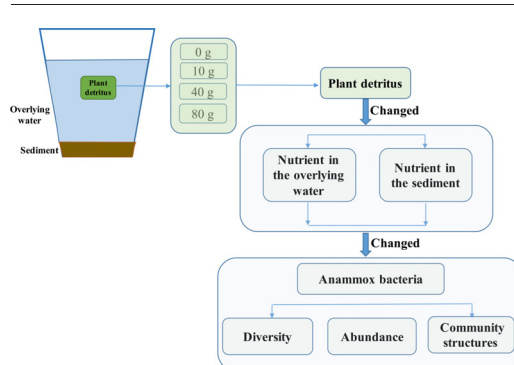 Plant
detritus
Overlying
water
Sediment
0 g
10 g
40 g
80 g
Plant detritus
Changed
Nutrient in
the overlying
water
Nutrient in
the sediment
Changed
Anammox bacteria
Diversity
Abundance
Community
structures